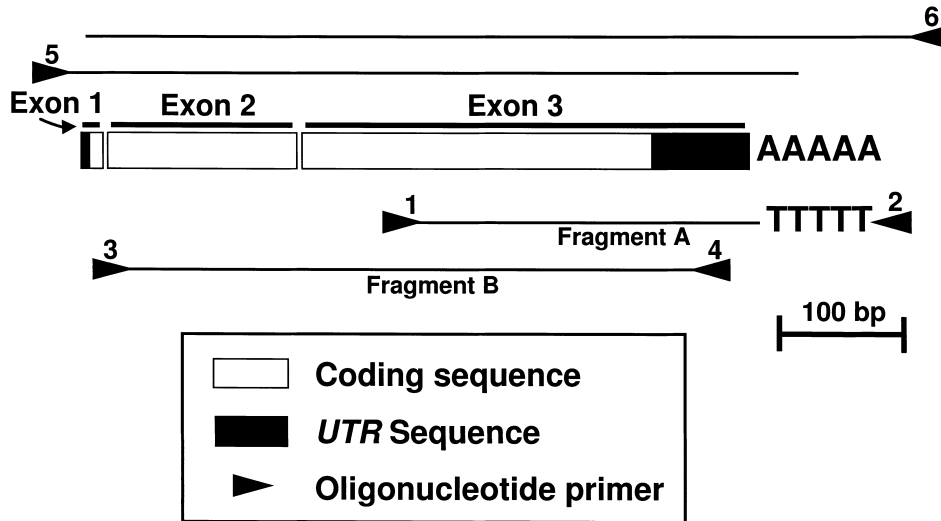 6
5
Exon 1 Exon 2 Exon 3
AAAAA
1 TTTTT 2
Fragment A
3 4
Fragment B
100 bp
Coding sequence
UTR Sequence
Oligonucleotide primer